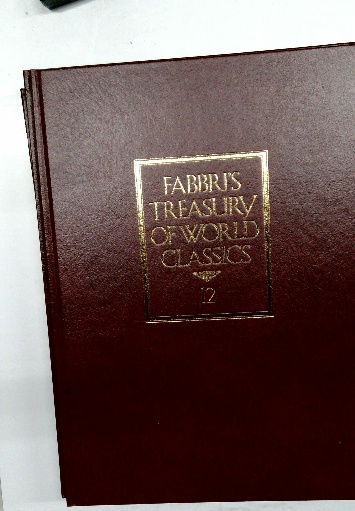 FABBRI'S
TREASURY
OF WORLD
CLASSICS
12